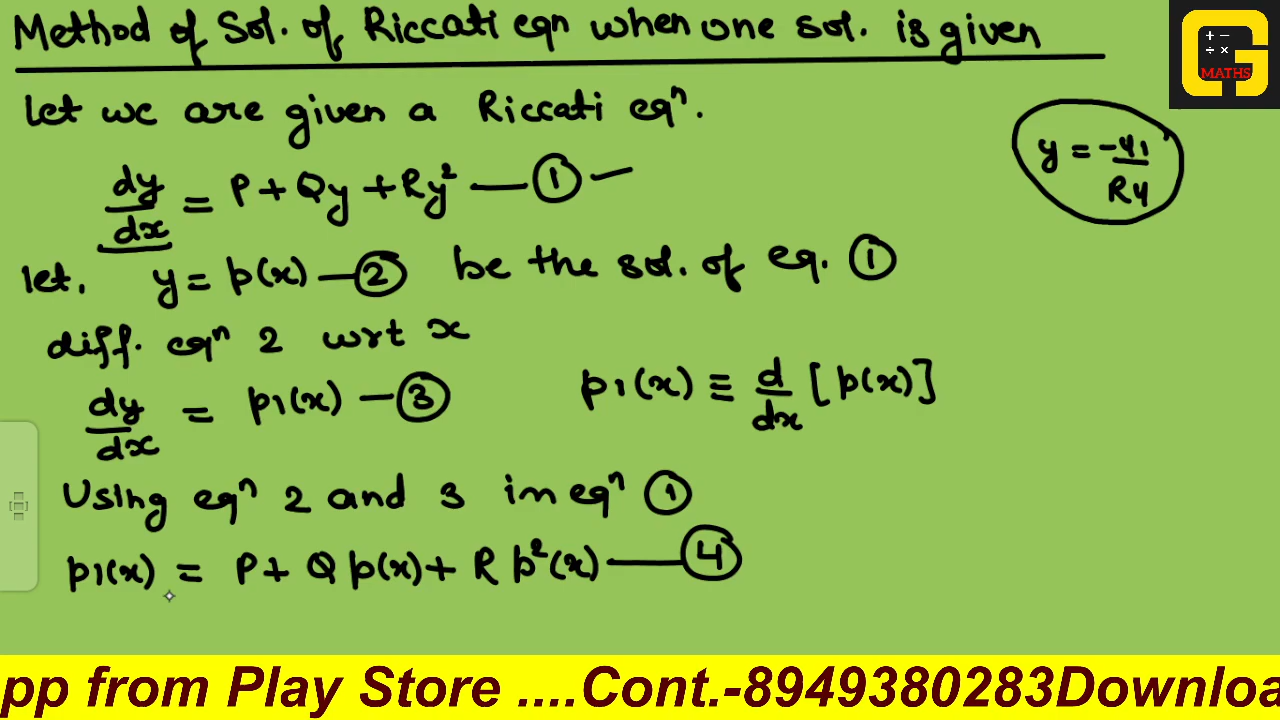 Method of Sol. of Riccati eqn when one sol. is given
+ −
÷ ×
MATHS
let we are given a Riccati eqⁿ.
y = -y1/Ry
dy/dx = P + Qy + Ry² — ①
let. y = p(x) — ② be the sol. of eq. ①
diff. eqⁿ 2 wrt x
dy/dx = p1(x) — ③ p1(x) ≡ d/dx [p(x)]
Using eqⁿ 2 and 3 in eqⁿ ①
p1(x) = P + Q p(x) + R p²(x) — ④
pp from Play Store ....Cont.-8949380283Downloa